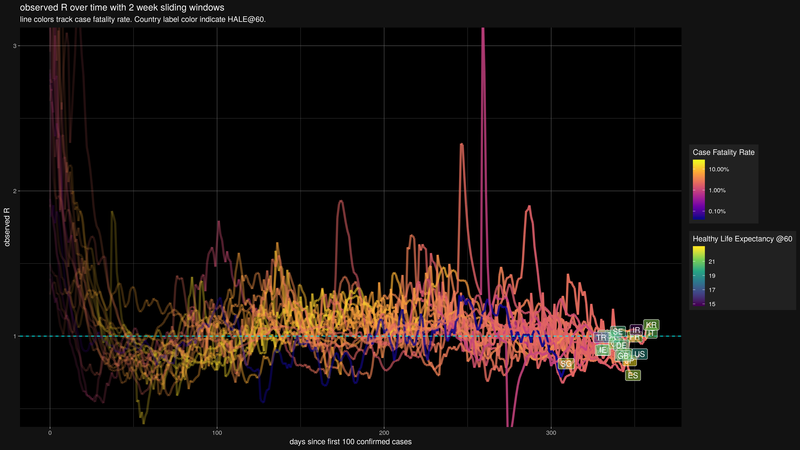 observed R over time with 2 week sliding windows
line colors track case fatality rate. Country label color indicate HALE@60.
observed R
3
2
1
0
100
200
300
days since first 100 confirmed cases
Case Fatality Rate
10.00%
1.00%
0.10%
Healthy Life Expectancy @60
21
19
17
15
KR
IR
SE
IT
TR
FR
DE
IE
GB
US
SG
ES